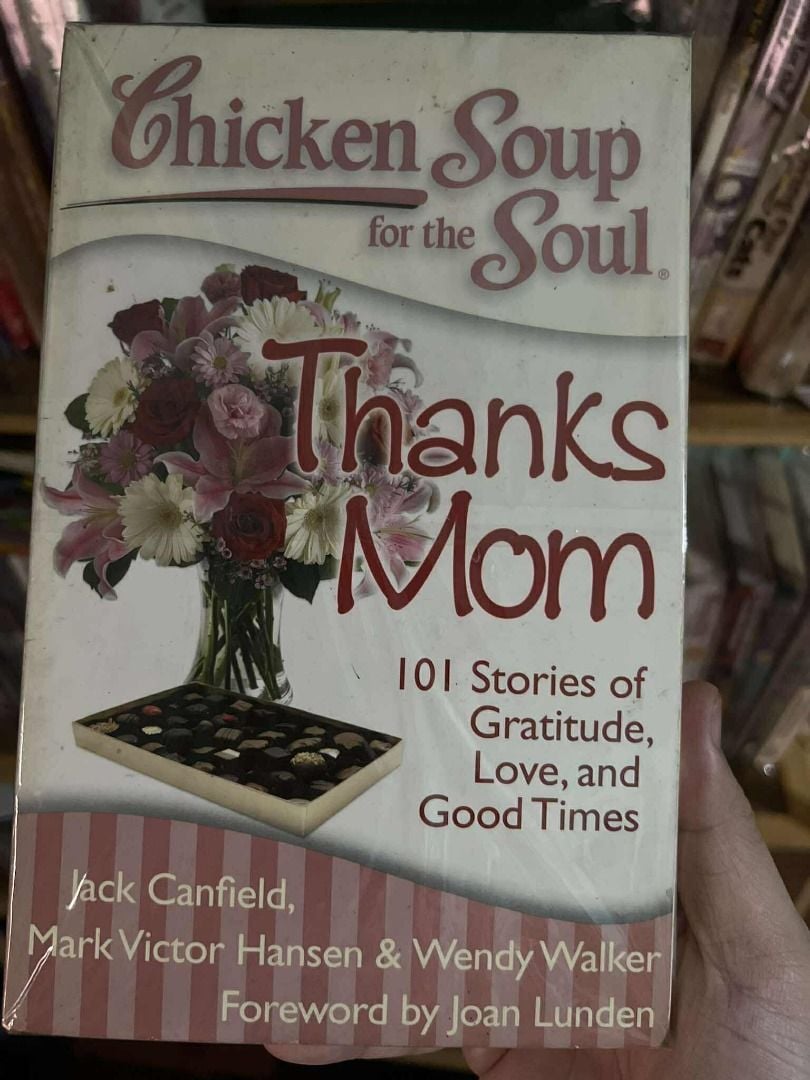 Chicken Soup
for the Soul®
Thanks
Mom
101 Stories of
Gratitude,
Love, and
Good Times
Jack Canfield,
Mark Victor Hansen & Wendy Walker
Foreword by Joan Lunden
Cats